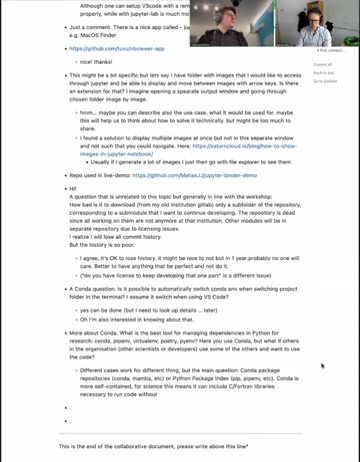 Although one can setup VScode with a rem
properly, while with jupyter-lab is much mo
Just a comment. There is a nice app called - ju
e.g. MacOS Finder
https://github.com/tuxu/nbviewer-app
nice! thanks!
This might be a bit specific but lets say I have folder with images that I would like to access
through jupyter and be able to display and move between images with arrow keys. Is there
an extension for that? I imagine opening a separate output window and going through
chosen folder image by image.
hmm... maybe you can describe also the use case. what it would be used for. maybe
this will help us to think about how to solve it technically. but might be too much to
share.
I found a solution to display multiple images at once but not in this separate window
and not such that you could navigate. Here: https://saturncloud.io/blog/how-to-show-
images-in-jupyter-notebook/
Usually if I generate a lot of images I just then go with file explorer to see them
Repo used in live-demo: https://github.com/MatiasJJ/jupyter-binder-demo
Hi!
A question that is unrelated to this topic but generally in line with the workshop:
How bad is it to download (from my old institution gitlab) only a subfolder of the repository,
corresponding to a submodule that I want to continue developing. The repository is dead
since all working on them are not anymore at that institution. Other modules will be in
separate repository due to licensing issues.
I realize I will lose all commit history.
But the history is so poor.
I agree, it's OK to lose history. it might be nice to not but in 1 year probably no one will
care. Better to have anything that be perfect and not do it.
("do you have license to keep developing that one part" is a different issue)
A Conda question. Is it possible to automatically switch conda env when switching project
folder in the terminal? I assume it switch when using VS Code?
yes can be done (but I need to look up details ... later)
Oh I'm also interested in knowing about that.
More about Conda. What is the best tool for managing dependencies in Python for
research: conda, pipenv, virtualenv, poetry, pyenv? Here you use Conda, but what if others
in the organisation (other scientists or developers) use some of the others and want to use
the code?
Different cases work for different thing, but the main question: Conda package
repositories (conda, mamba, etc) or Python Package Index (pip, pipenv, etc). Conda is
more self-contained, for science this means it can include C/Fortran libraries
necessary to run code without
.
.
This is the end of the collaborative document, please write above this line^
Expand all
Back to top
Go to bottom